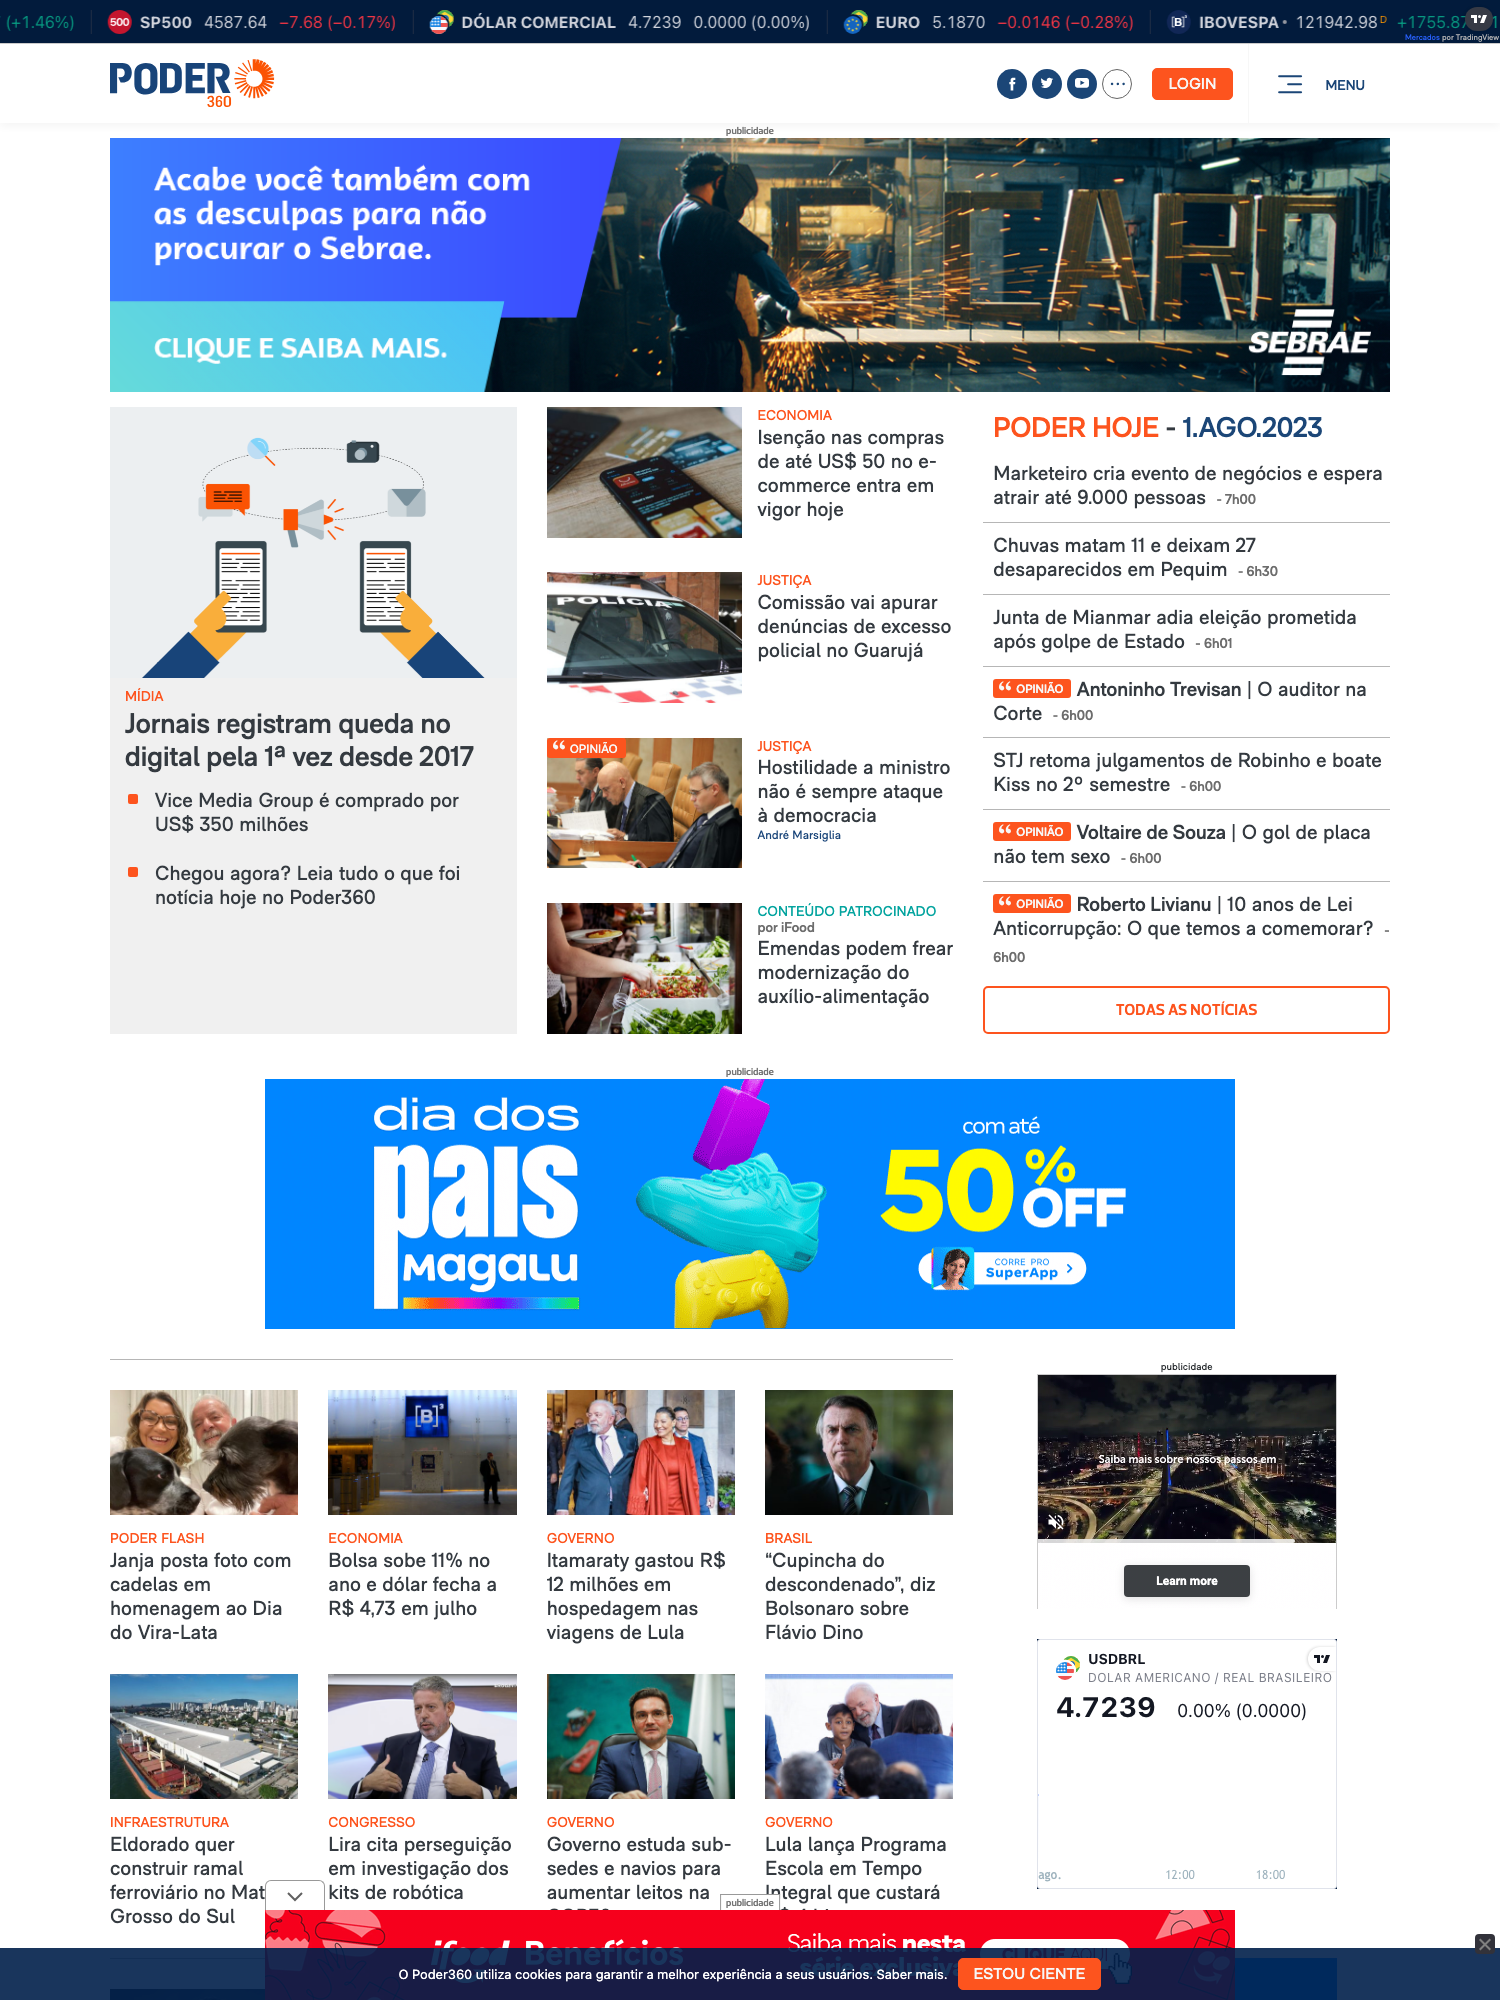 (+1.46%)
500 SP500 4587.64 −7.68 (−0.17%)
DÓLAR COMERCIAL 4.7239 0.0000 (0.00%)
EURO 5.1870 −0.0146 (−0.28%)
[B]³ IBOVESPA 121942.98 D
Mercados por TradingView
PODER
360
LOGIN
MENU
publicidade
Acabe você também com
as desculpas para não
procurar o Sebrae.
CLIQUE E SAIBA MAIS.
SEBRAE
MÍDIA
Jornais registram queda no
digital pela 1ª vez desde 2017
Vice Media Group é comprado por
US$ 350 milhões
Chegou agora? Leia tudo o que foi
notícia hoje no Poder360
ECONOMIA
Isenção nas compras
de até US$ 50 no e-
commerce entra em
vigor hoje
POLÍCIA
JUSTIÇA
Comissão vai apurar
denúncias de excesso
policial no Guarujá
OPINIÃO
JUSTIÇA
Hostilidade a ministro
não é sempre ataque
à democracia
André Marsiglia
CONTEÚDO PATROCINADO
por iFood
Emendas podem frear
modernização do
auxílio-alimentação
PODER HOJE - 1.AGO.2023
Marketeiro cria evento de negócios e espera
atrair até 9.000 pessoas - 7h00
Chuvas matam 11 e deixam 27
desaparecidos em Pequim - 6h30
Junta de Mianmar adia eleição prometida
após golpe de Estado - 6h01
OPINIÃO Antoninho Trevisan | O auditor na
Corte - 6h00
STJ retoma julgamentos de Robinho e boate
Kiss no 2º semestre - 6h00
OPINIÃO Voltaire de Souza | O gol de placa
não tem sexo - 6h00
OPINIÃO Roberto Livianu | 10 anos de Lei
Anticorrupção: O que temos a comemorar? -
6h00
TODAS AS NOTÍCIAS
publicidade
dia dos
pais
magalu
com até
50% OFF
CORRE PRO
SuperApp
publicidade
Saiba mais sobre nossos passos em
Learn more
[B]³
PODER FLASH
Janja posta foto com
cadelas em
homenagem ao Dia
do Vira-Lata
ECONOMIA
Bolsa sobe 11% no
ano e dólar fecha a
R$ 4,73 em julho
GOVERNO
Itamaraty gastou R$
12 milhões em
hospedagem nas
viagens de Lula
BRASIL
“Cupincha do
descondenado”, diz
Bolsonaro sobre
Flávio Dino
USDBRL
DOLAR AMERICANO / REAL BRASILEIRO
4.7239 0.00% (0.0000)
ago. 12:00 18:00
INFRAESTRUTURA
Eldorado quer
construir ramal
ferroviário no Mat
Grosso do Sul
CONGRESSO
Lira cita perseguição
em investigação dos
kits de robótica
GOVERNO
Governo estuda sub-
sedes e navios para
aumentar leitos na
GOVERNO
Lula lança Programa
Escola em Tempo
Integral que custará
publicidade
ifood Benefícios
Saiba mais nesta
série exclusiva
CLIQUE AQUI
O Poder360 utiliza cookies para garantir a melhor experiência a seus usuários. Saber mais.
ESTOU CIENTE